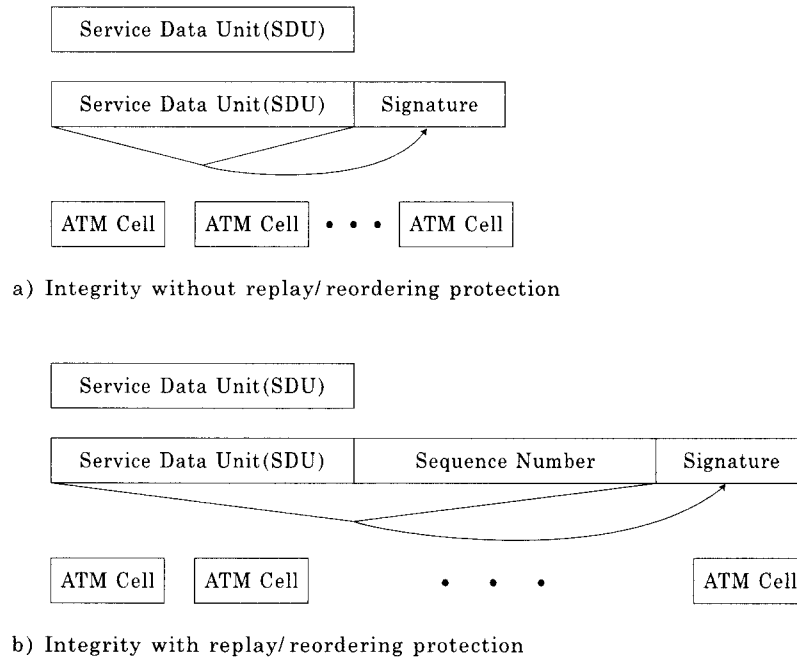 Service Data Unit(SDU)
Service Data Unit(SDU) Signature
ATM Cell ATM Cell • • • ATM Cell
a) Integrity without replay/reordering protection
Service Data Unit(SDU)
Service Data Unit(SDU) Sequence Number Signature
ATM Cell ATM Cell • • • ATM Cell
b) Integrity with replay/reordering protection